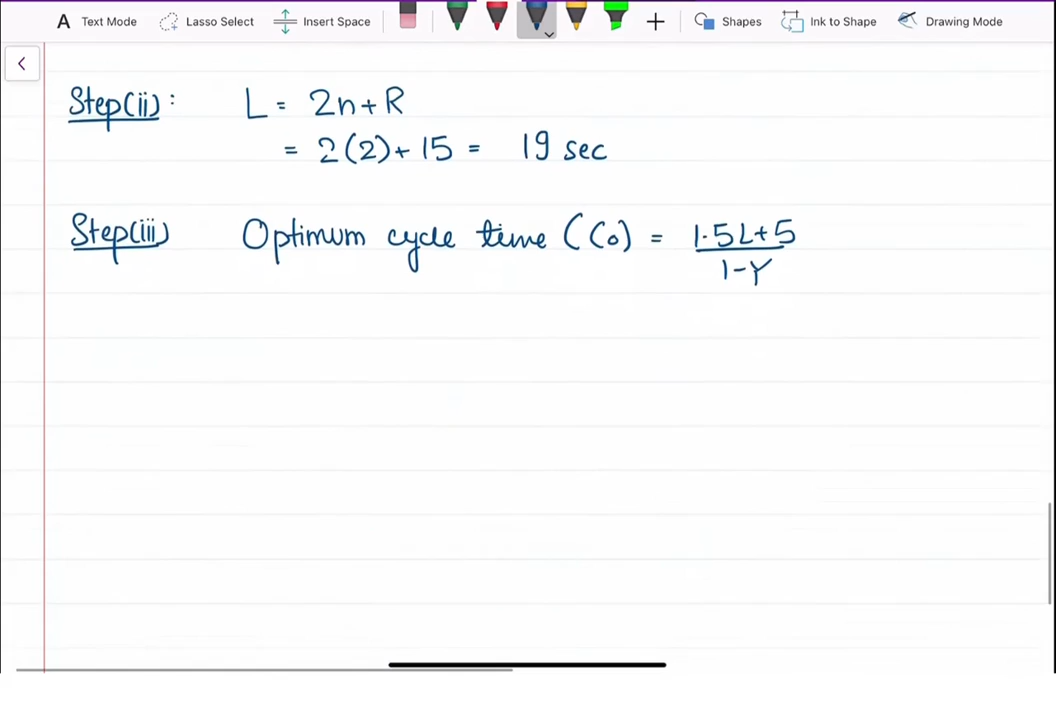 A Text Mode Lasso Select Insert Space + Shapes Ink to Shape Drawing Mode
Step(ii): L = 2n+R
= 2(2)+15 = 19 sec
Step(iii) Optimum cycle time (Co) = 1.5L+5
1-Y